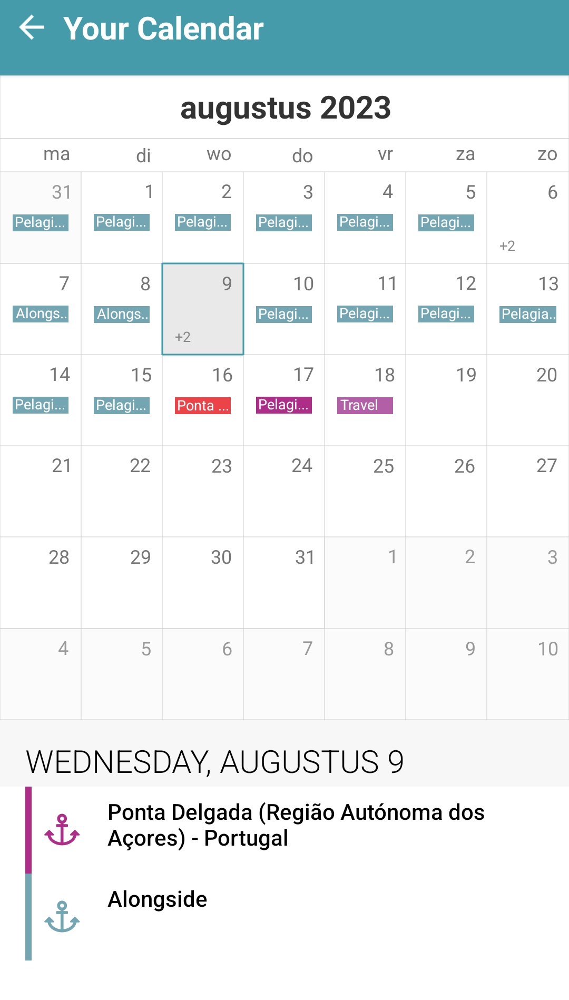 Your Calendar
augustus 2023
ma di wo do vr za zo
31 1 2 3 4 5 6
Pelagi... Pelagi... Pelagi... Pelagi... Pelagi... Pelagi...
+2
7 8 9 10 11 12 13
Alongs.. Alongs.. Pelagi... Pelagi... Pelagi... Pelagia..
+2
14 15 16 17 18 19 20
Pelagi... Pelagi... Ponta ... Pelagi... Travel
21 22 23 24 25 26 27
28 29 30 31 1 2 3
4 5 6 7 8 9 10
WEDNESDAY, AUGUSTUS 9
Ponta Delgada (Região Autónoma dos
Açores) - Portugal
Alongside